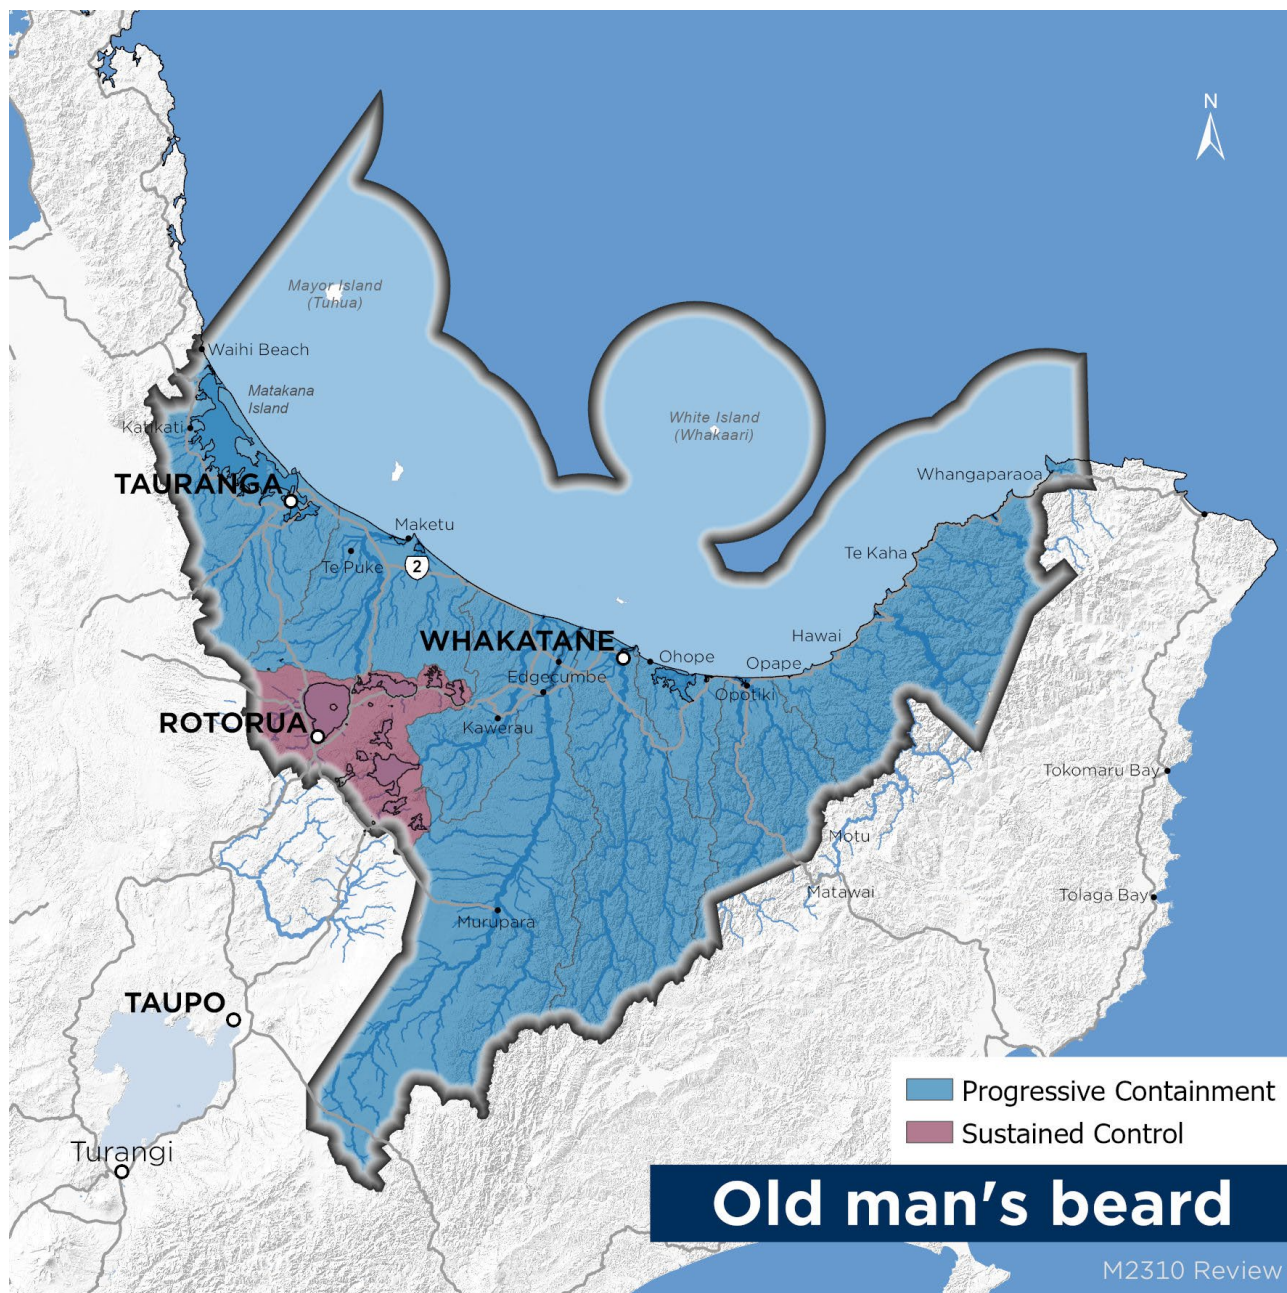 N
Mayor Island
(Tuhua)
Waihi Beach
Matakana
Island
White Island
(Whakaari)
Katikati
TAURANGA
Whangaparaoa
Maketu
Te Kaha
Te Puke
2
WHAKATANE
Hawai
Ohope
Opape
Edgecumbe
Opotiki
ROTORUA
Kawerau
Tokomaru Bay
Motu
Matawai
Tolaga Bay
Murupara
TAUPO
Progressive Containment
Sustained Control
Turangi
Old man's beard
M2310 Review